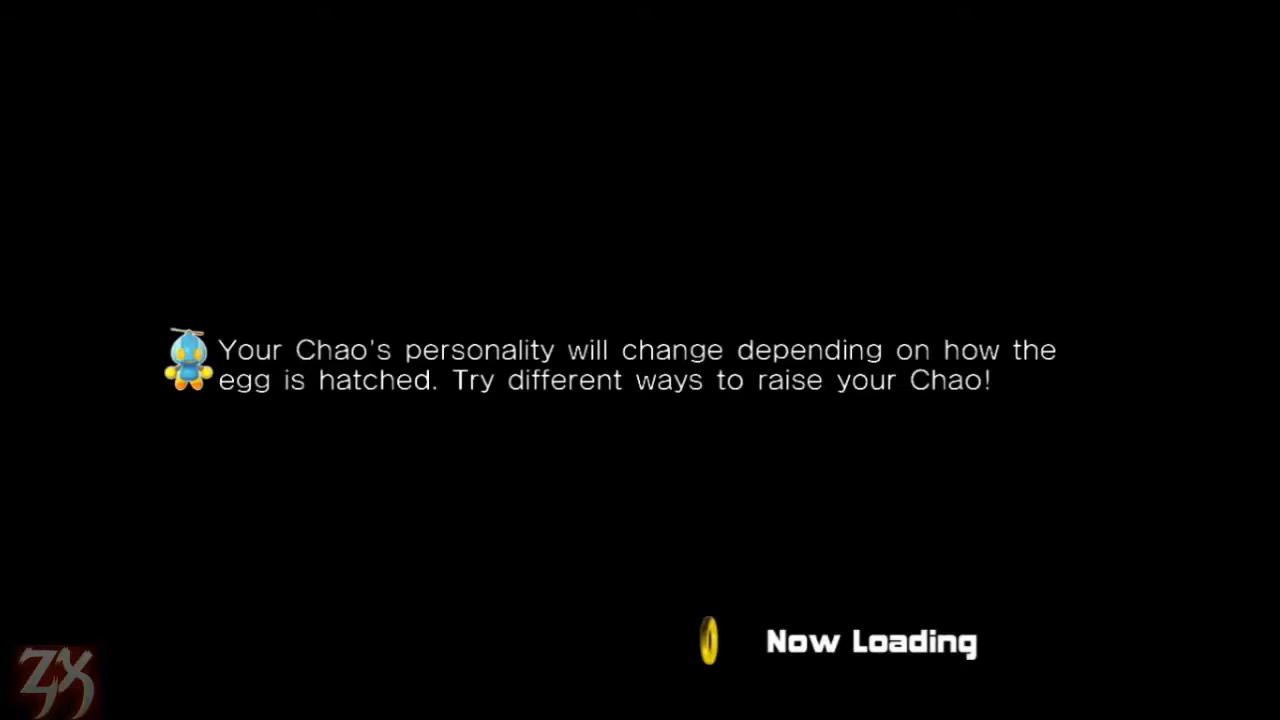 Your Chao's personality will change depending on how the
egg is hatched. Try different ways to raise your Chao!
Now Loading
ZX